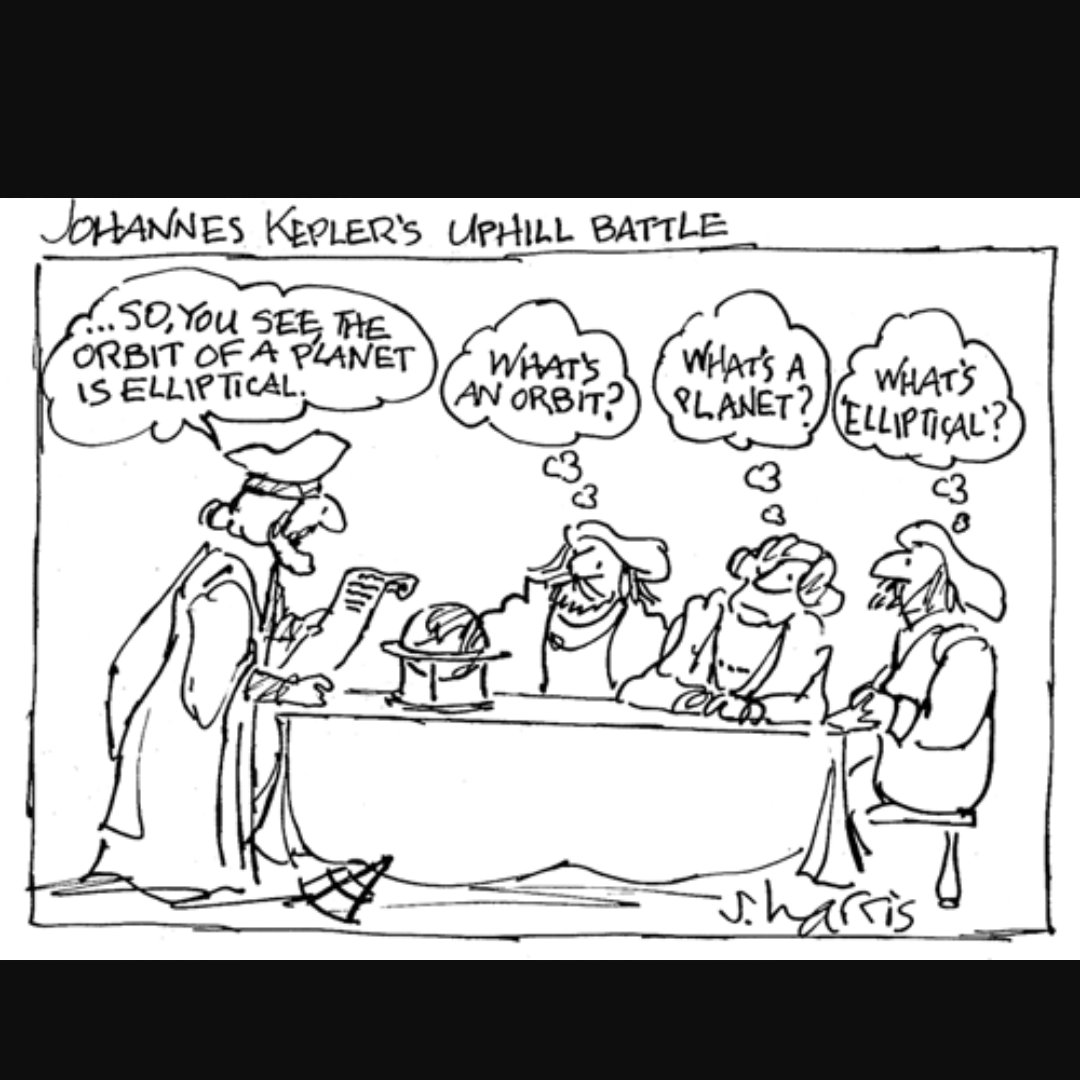 JOHANNES KEPLER'S UPHILL BATTLE
...SO, YOU SEE, THE
ORBIT OF A PLANET
IS ELLIPTICAL.
WHAT'S
AN ORBIT?
WHAT'S A
PLANET?
WHAT'S
'ELLIPTICAL'?
s. harris